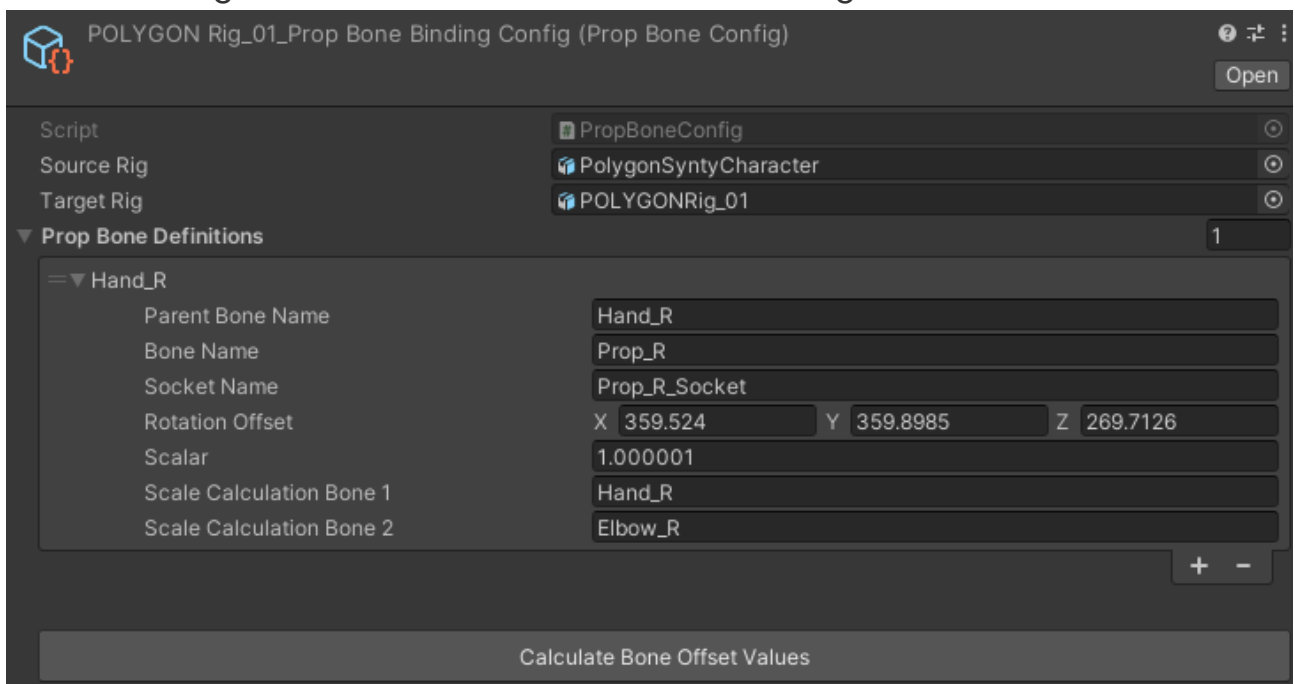 POLYGON Rig_01_Prop Bone Binding Config (Prop Bone Config)
Open
Script PropBoneConfig
Source Rig PolygonSyntyCharacter
Target Rig POLYGONRig_01
Prop Bone Definitions 1
Hand_R
Parent Bone Name Hand_R
Bone Name Prop_R
Socket Name Prop_R_Socket
Rotation Offset X 359.524 Y 359.8985 Z 269.7126
Scalar 1.000001
Scale Calculation Bone 1 Hand_R
Scale Calculation Bone 2 Elbow_R
+ -
Calculate Bone Offset Values